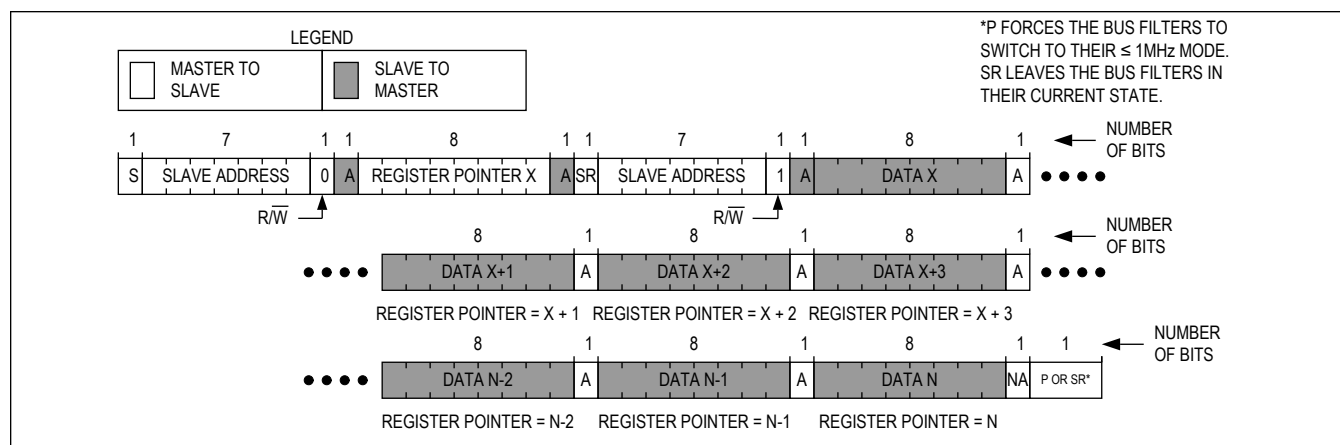 LEGEND
MASTER TO
SLAVE
SLAVE TO
MASTER
*P FORCES THE BUS FILTERS TO
SWITCH TO THEIR ≤ 1MHz MODE.
SR LEAVES THE BUS FILTERS IN
THEIR CURRENT STATE.
1 7 1 1 8 1 1 7 1 1 8 1 NUMBER
OF BITS
S SLAVE ADDRESS 0 A REGISTER POINTER X A SR SLAVE ADDRESS 1 A DATA X A
R/W̅ R/W̅
8 1 8 1 8 1 NUMBER
OF BITS
DATA X+1 A DATA X+2 A DATA X+3 A
REGISTER POINTER = X + 1 REGISTER POINTER = X + 2 REGISTER POINTER = X + 3
8 1 8 1 8 1 1 NUMBER
OF BITS
DATA N-2 A DATA N-1 A DATA N NA P OR SR*
REGISTER POINTER = N-2 REGISTER POINTER = N-1 REGISTER POINTER = N